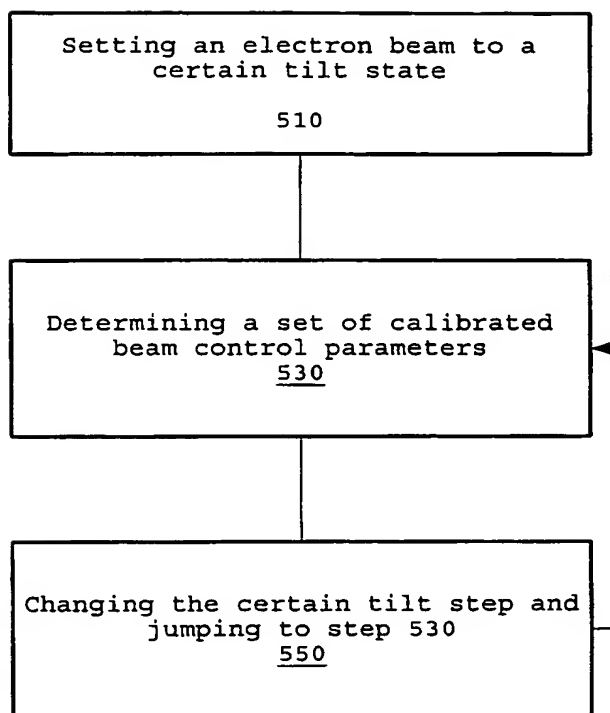 Setting an electron beam to a
certain tilt state
510
Determining a set of calibrated
beam control parameters
530
Changing the certain tilt step and
jumping to step 530
550